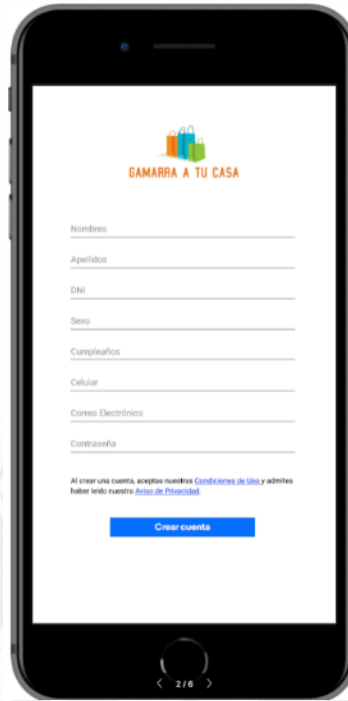 GAMARRA A TU CASA
Nombres
Apellidos
DNI
Sexo
Cumpleaños
Celular
Correo Electrónico
Contraseña
Al crear una cuenta, aceptas nuestras Condiciones de Uso y admites
haber leído nuestro Aviso de Privacidad.
Crear cuenta
2/6